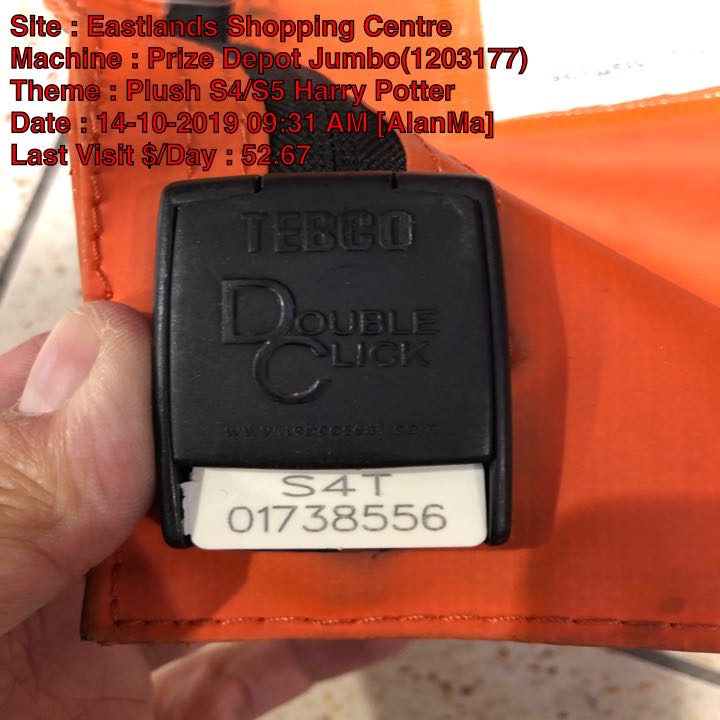 Site : Eastlands Shopping Centre
Machine : Prize Depot Jumbo(1203177)
Theme : Plush S4/S5 Harry Potter
Date : 14-10-2019 09:31 AM [AlanMa]
Last Visit $/Day : 52.67
TEBCO
DOUBLE
CLICK
S4T
01738556